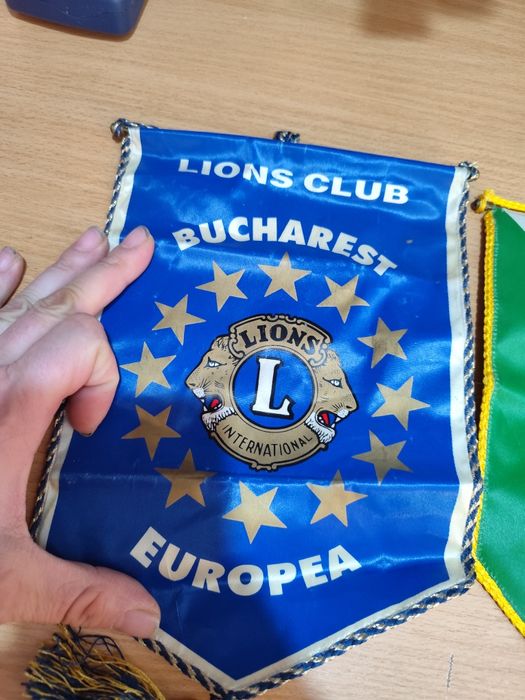 LIONS CLUB
BUCHAREST
LIONS
L
INTERNATIONAL
EUROPEA